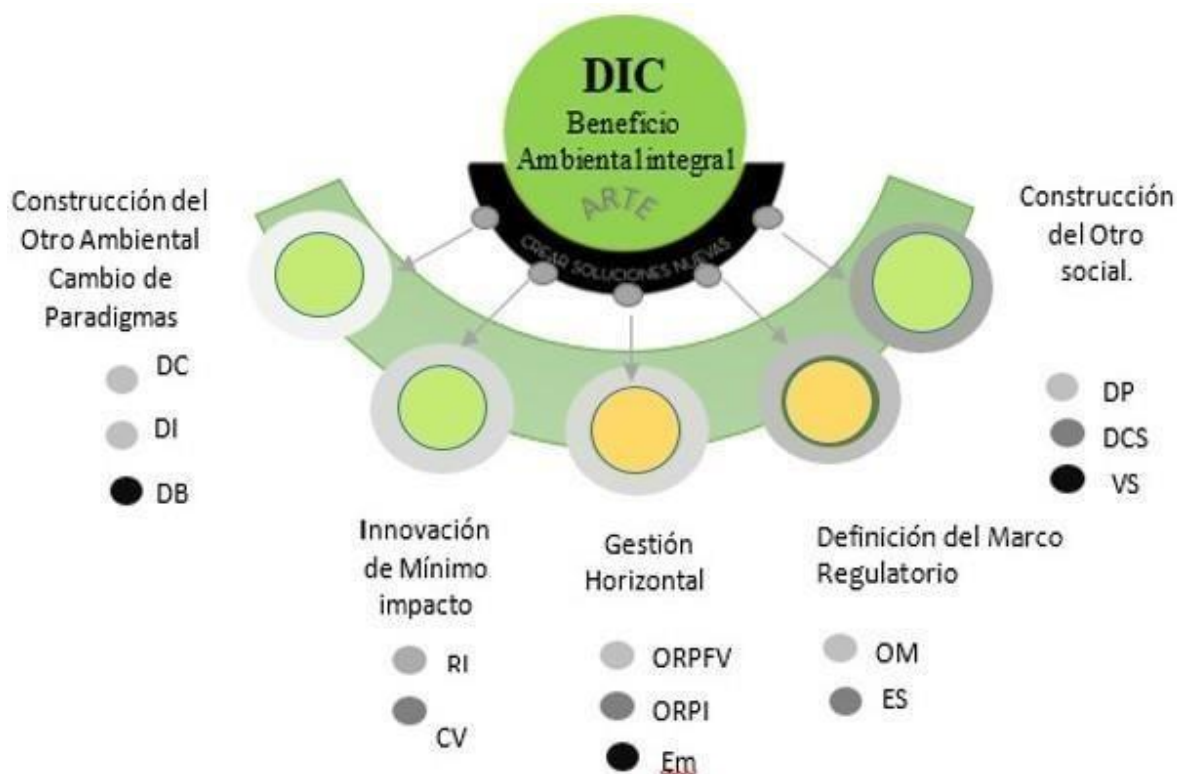 DIC
Beneficio
Ambiental integral
ARTE
CREAR SOLUCIONES NUEVAS
Construcción del
Otro Ambiental
Cambio de
Paradigmas
DC
DI
DB
Innovación
de Mínimo
impacto
RI
CV
Gestión
Horizontal
ORPFV
ORPI
Em
Definición del Marco
Regulatorio
OM
ES
Construcción
del Otro
social.
DP
DCS
VS